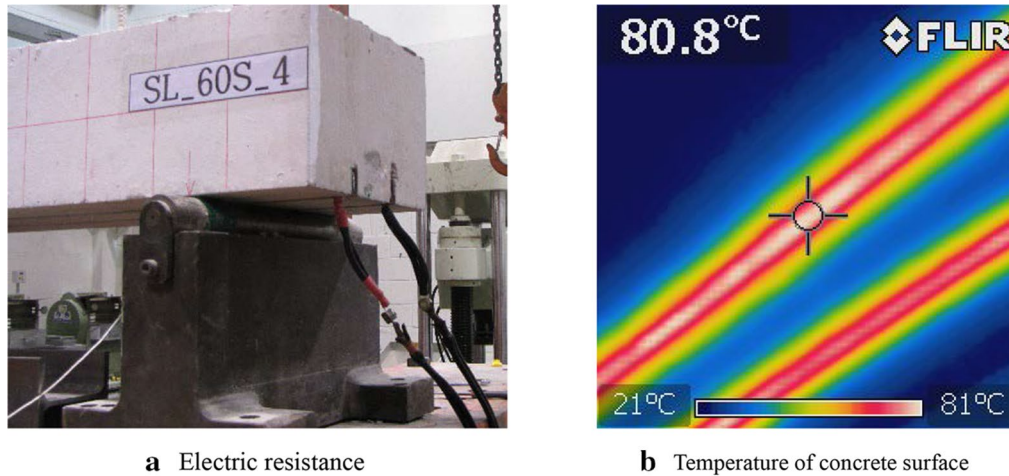 SL_60S_4
80.8°C
FLIR
21°C
81°C
a Electric resistance
b Temperature of concrete surface